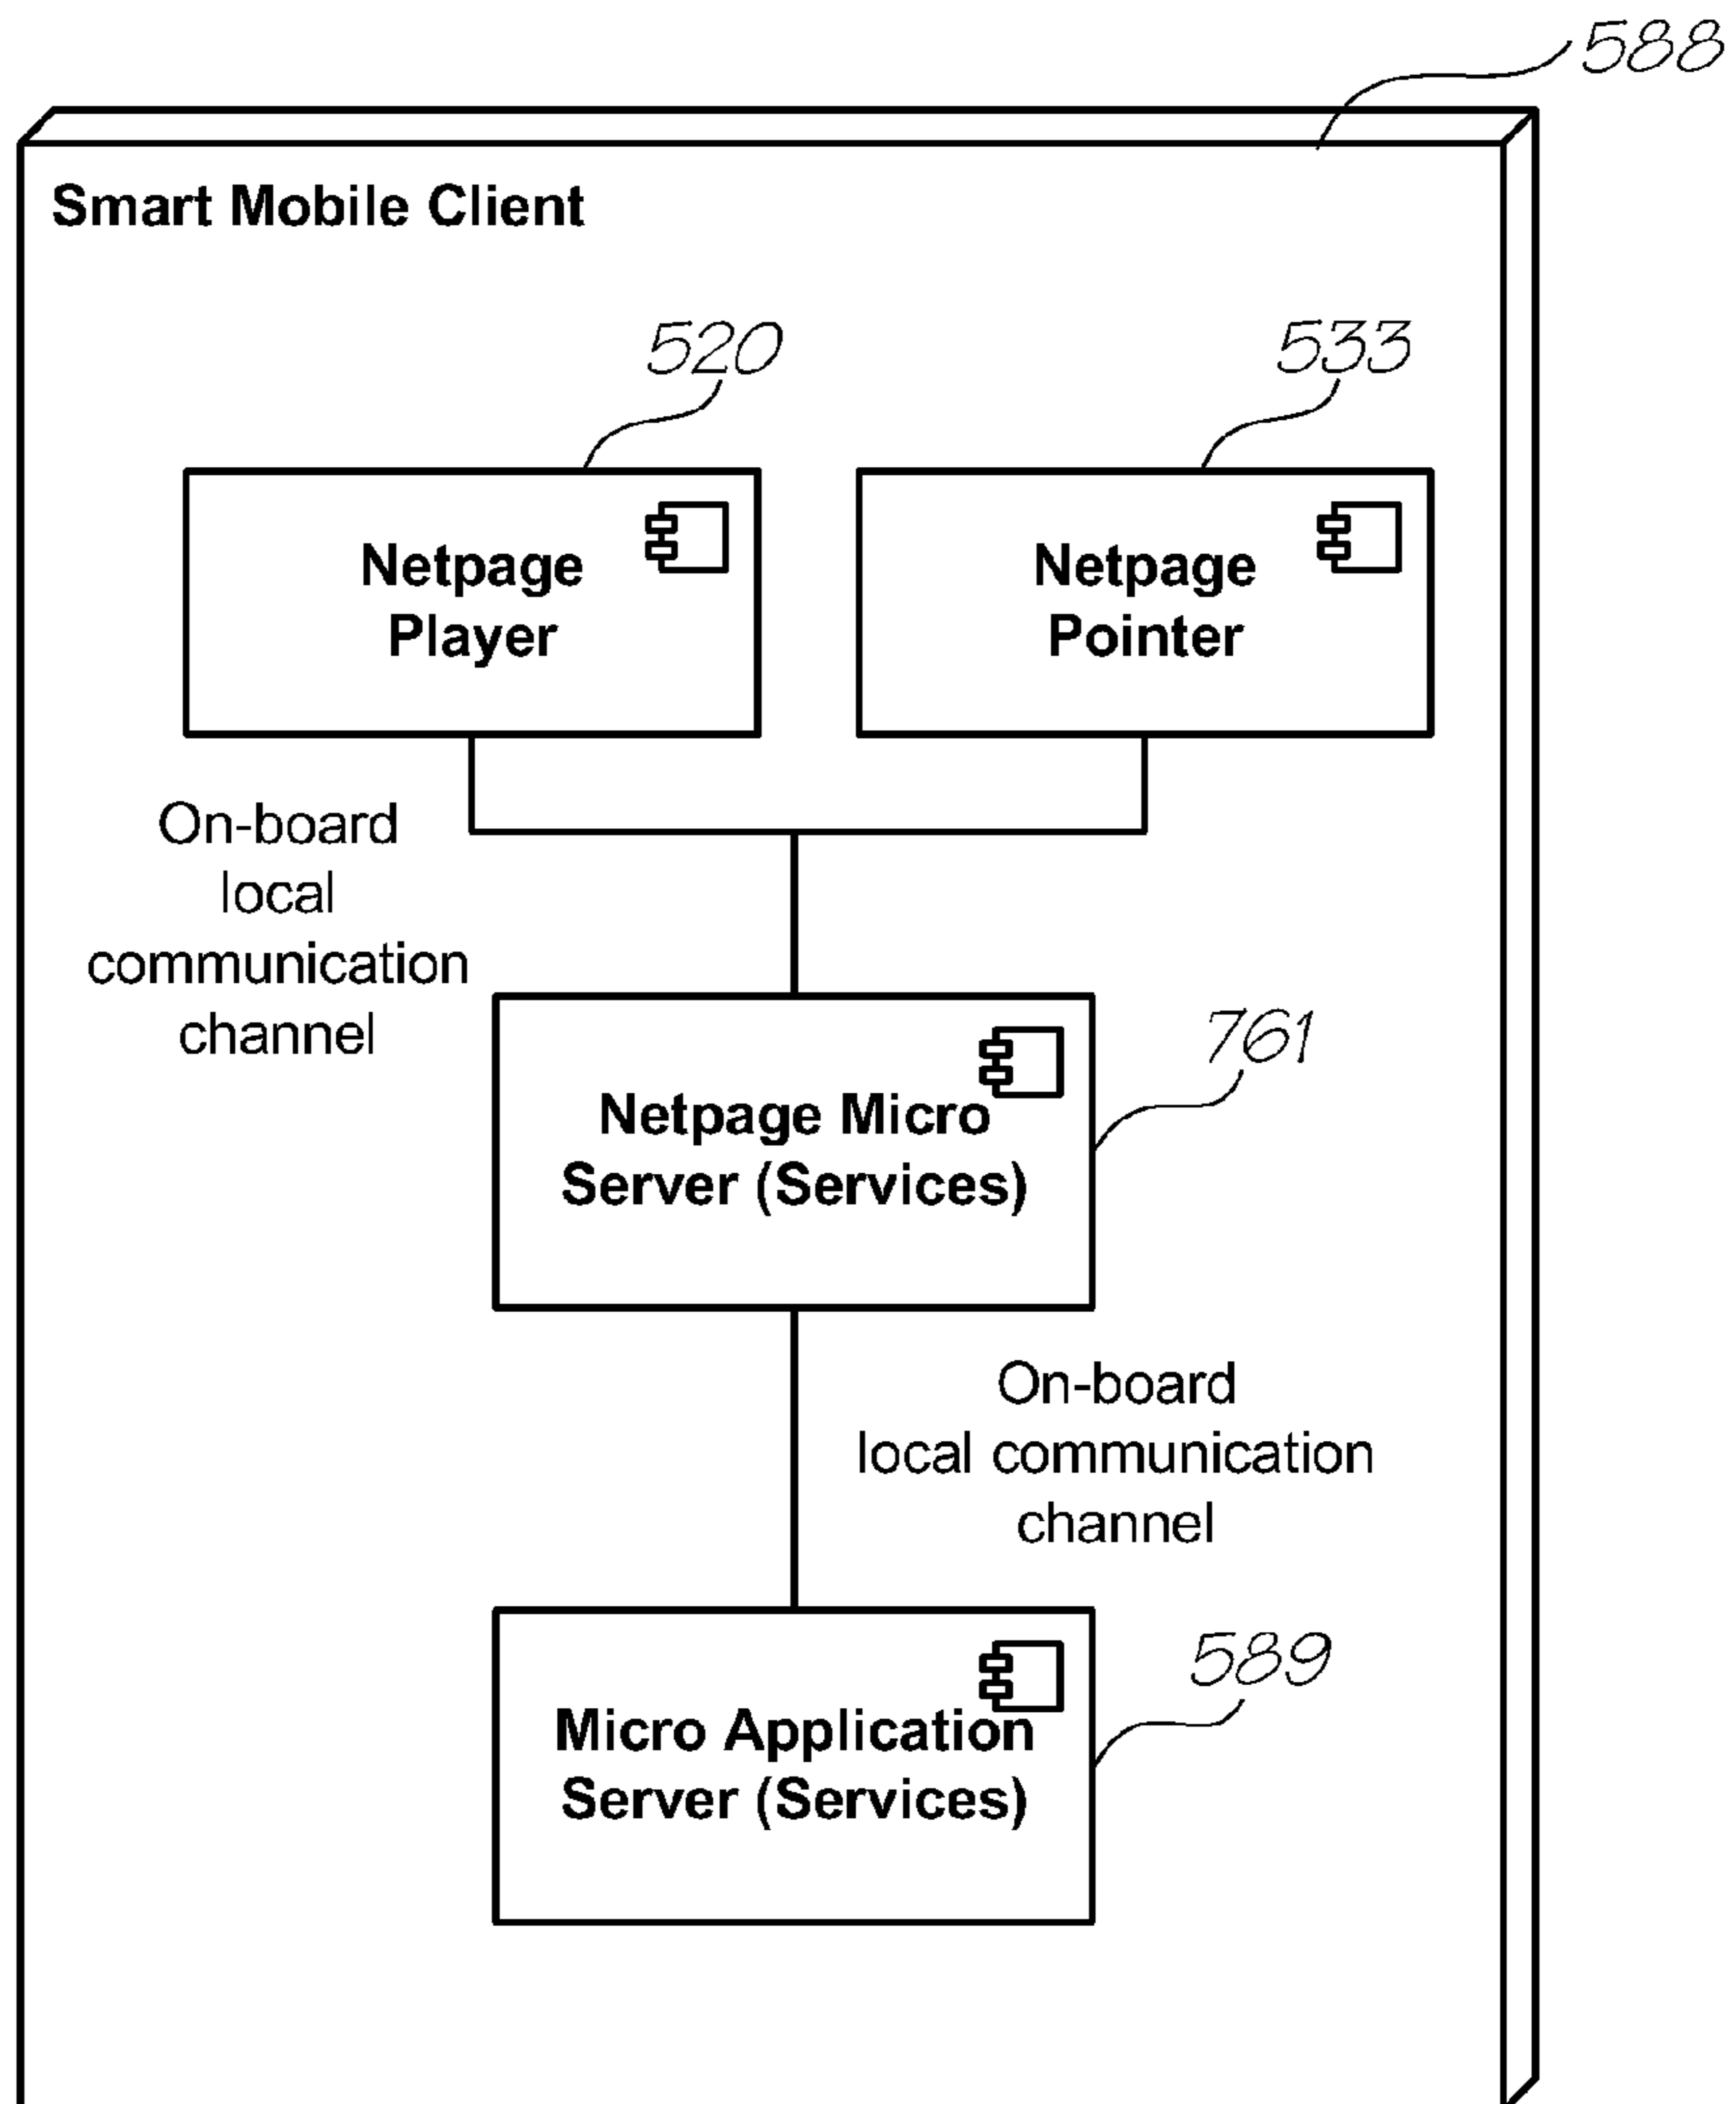 588
Smart Mobile Client
520
533
Netpage
Player
Netpage
Pointer
On-board
local
communication
channel
761
Netpage Micro
Server (Services)
On-board
local communication
channel
589
Micro Application
Server (Services)